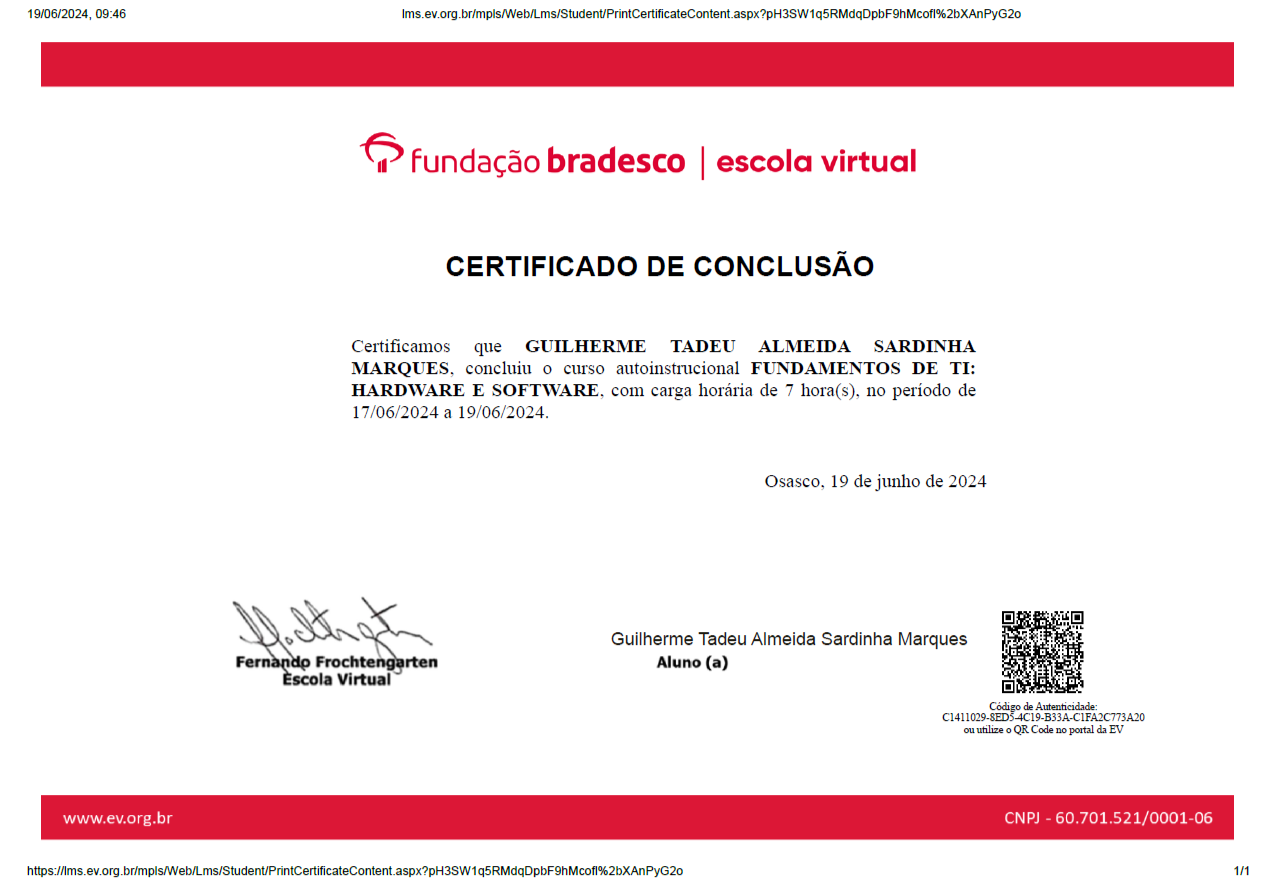 19/06/2024, 09:46 lms.ev.org.br/mpls/Web/Lms/Student/PrintCertificateContent.aspx?pH3SW1q5RMdqDpbF9hMcofI%2bXAnPyG2o
fundação bradesco | escola virtual
CERTIFICADO DE CONCLUSÃO
Certificamos que GUILHERME TADEU ALMEIDA SARDINHA
MARQUES, concluiu o curso autoinstrucional FUNDAMENTOS DE TI:
HARDWARE E SOFTWARE, com carga horária de 7 hora(s), no período de
17/06/2024 a 19/06/2024.
Osasco, 19 de junho de 2024
Fernando Frochtengarten
Escola Virtual
Guilherme Tadeu Almeida Sardinha Marques
Aluno (a)
Código de Autenticidade:
C1411029-8ED5-4C19-B33A-C1FA2C773A20
ou utilize o QR Code no portal da EV
www.ev.org.br CNPJ - 60.701.521/0001-06
https://lms.ev.org.br/mpls/Web/Lms/Student/PrintCertificateContent.aspx?pH3SW1q5RMdqDpbF9hMcofI%2bXAnPyG2o 1/1